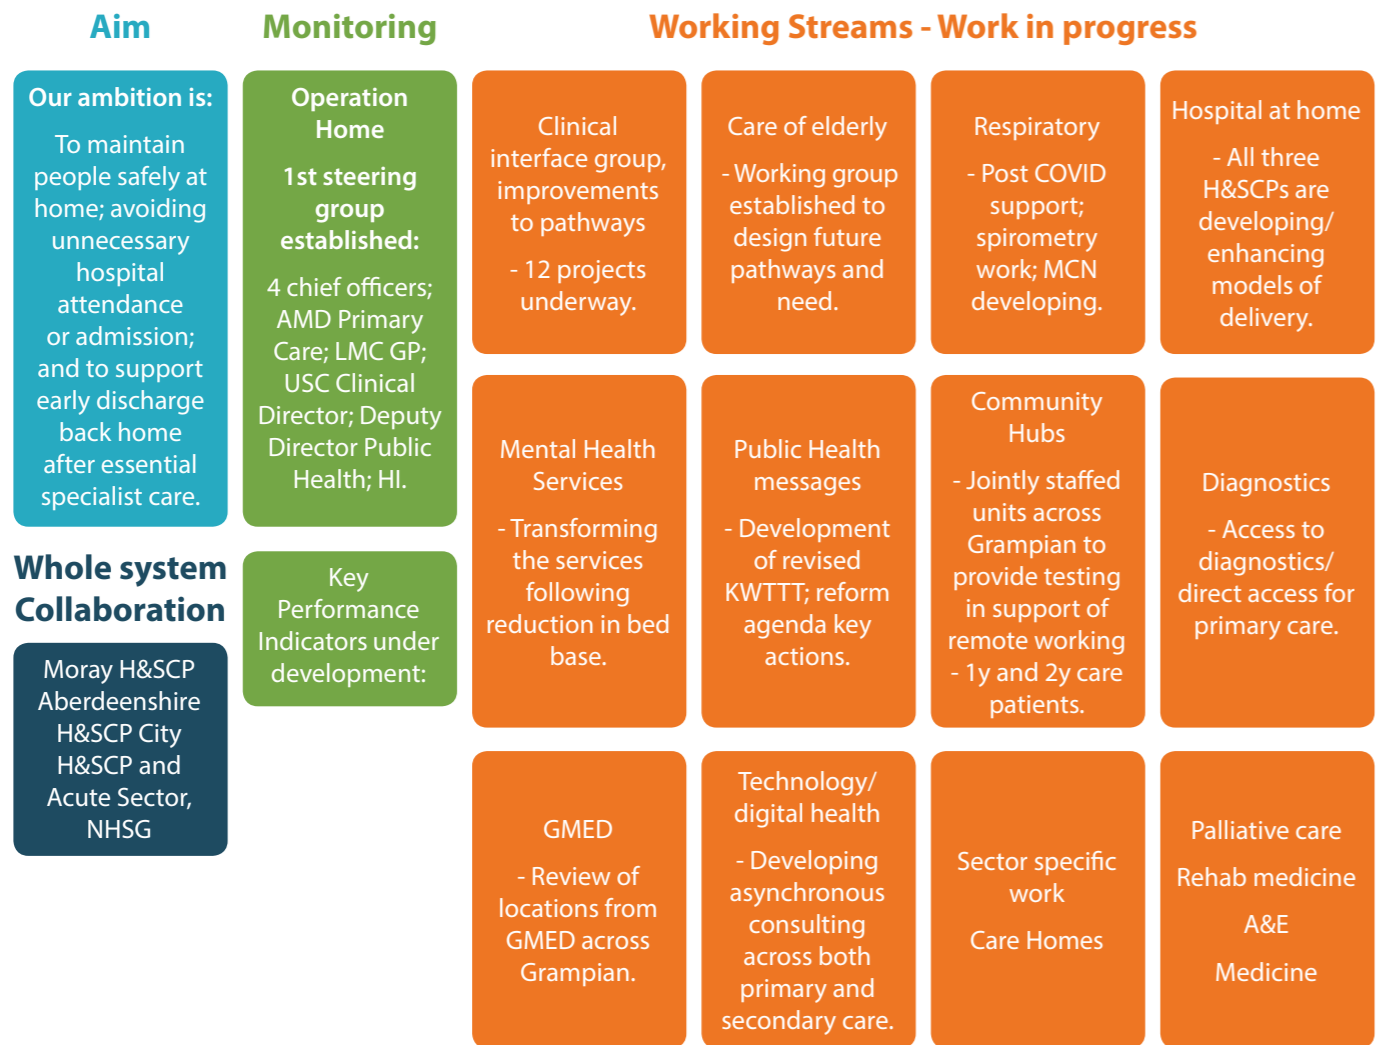 Aim
Our ambition is:
To maintain
people safely at
home; avoiding
unnecessary
hospital
attendance
or admission;
and to support
early discharge
back home
after essential
specialist care.
Whole system
Collaboration
Moray H&SCP
Aberdeenshire
H&SCP City
H&SCP and
Acute Sector,
NHSG
Monitoring
Operation
Home
1st steering
group
established:
4 chief officers;
AMD Primary
Care; LMC GP;
USC Clinical
Director; Deputy
Director Public
Health; HI.
Key
Performance
Indicators under
development:
Working Streams - Work in progress
Clinical
interface group,
improvements
to pathways
- 12 projects
underway.
Care of elderly
- Working group
established to
design future
pathways and
need.
Respiratory
- Post COVID
support;
spirometry
work; MCN
developing.
Hospital at home
- All three
H&SCPs are
developing/
enhancing
models of
delivery.
Mental Health
Services
- Transforming
the services
following
reduction in bed
base.
Public Health
messages
- Development
of revised
KWTTT; reform
agenda key
actions.
Community
Hubs
- Jointly staffed
units across
Grampian to
provide testing
in support of
remote working
- 1y and 2y care
patients.
Diagnostics
- Access to
diagnostics/
direct access for
primary care.
GMED
- Review of
locations from
GMED across
Grampian.
Technology/
digital health
- Developing
asynchronous
consulting
across both
primary and
secondary care.
Sector specific
work
Care Homes
Palliative care
Rehab medicine
A&E
Medicine